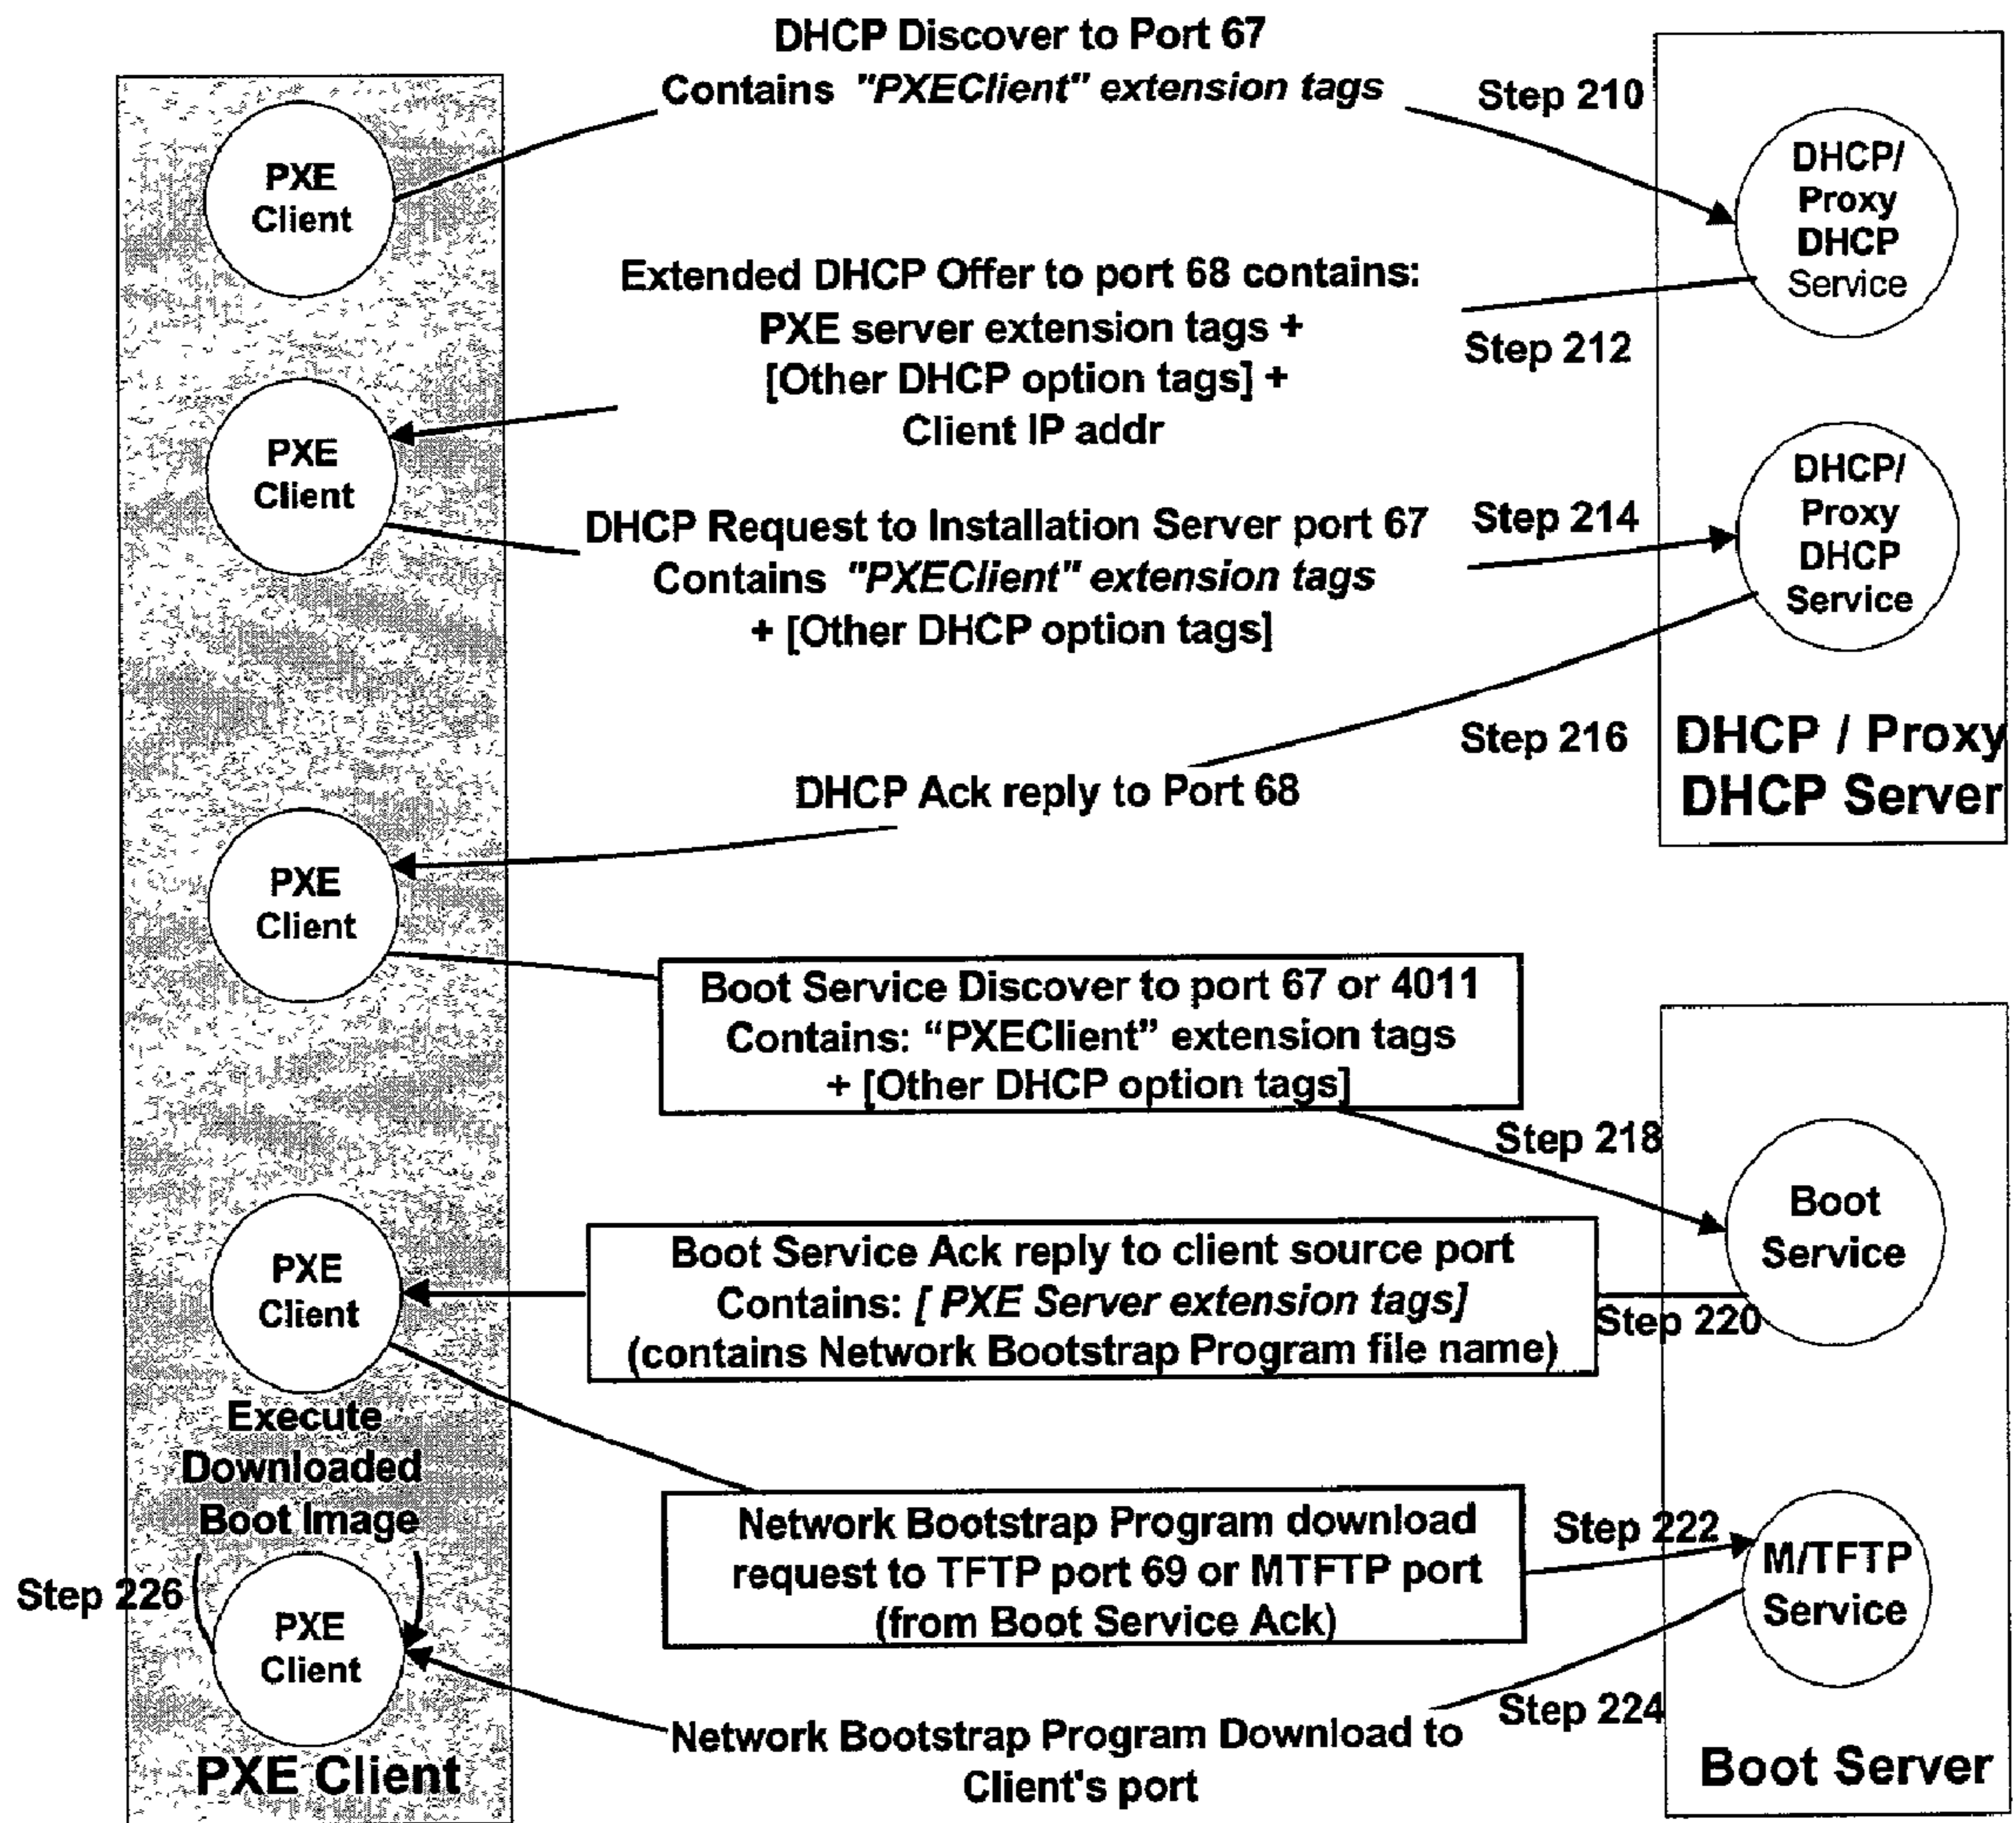 DHCP Discover to Port 67
Contains "PXEClient" extension tags
Step 210
PXE
Client
DHCP/
Proxy
DHCP
Service
Extended DHCP Offer to port 68 contains:
PXE server extension tags +
[Other DHCP option tags] +
Client IP addr
Step 212
PXE
Client
DHCP Request to Installation Server port 67
Contains "PXEClient" extension tags
+ [Other DHCP option tags]
Step 214
DHCP/
Proxy
DHCP
Service
Step 216
DHCP / Proxy
DHCP Server
DHCP Ack reply to Port 68
PXE
Client
Boot Service Discover to port 67 or 4011
Contains: “PXEClient” extension tags
+ [Other DHCP option tags]
Step 218
Boot
Service
PXE
Client
Boot Service Ack reply to client source port
Contains: [ PXE Server extension tags]
(contains Network Bootstrap Program file name)
Step 220
Execute
Downloaded
Boot Image
Network Bootstrap Program download
request to TFTP port 69 or MTFTP port
(from Boot Service Ack)
Step 222
M/TFTP
Service
Step 226
PXE
Client
Step 224
Network Bootstrap Program Download to
Client's port
PXE Client
Boot Server